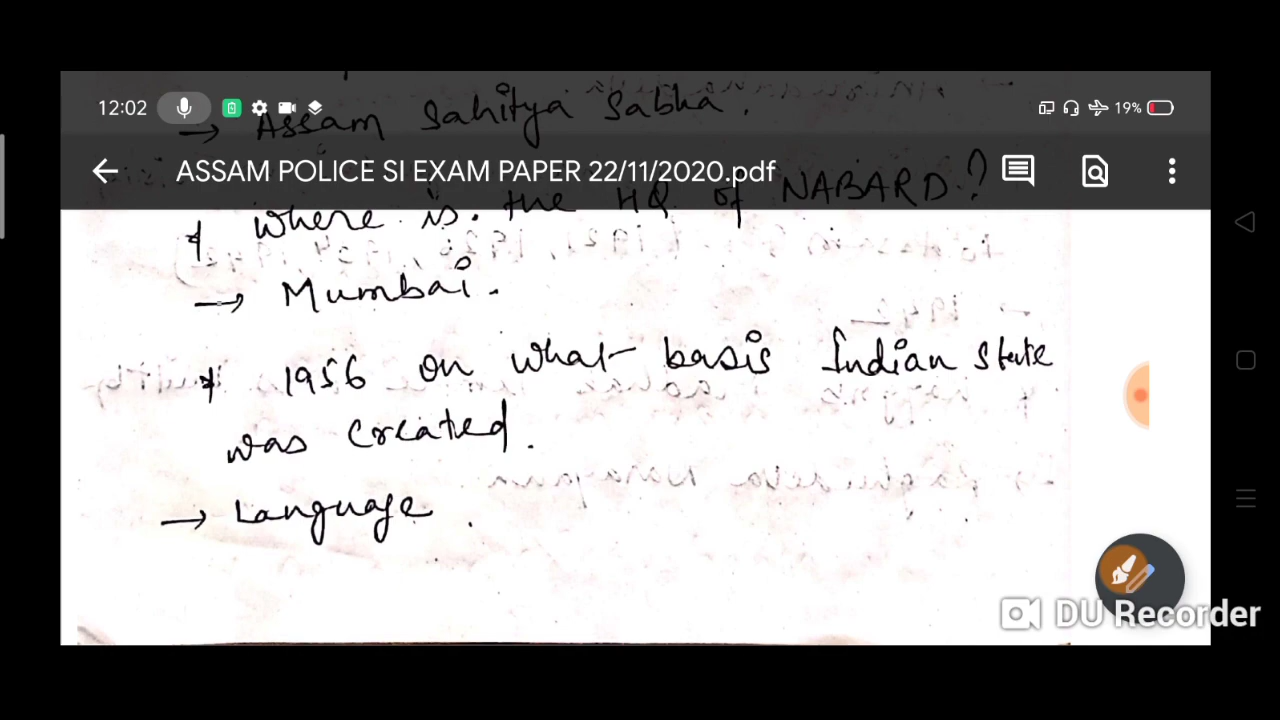 12:02
19%
→ Assam Sahitya Sabha.
ASSAM POLICE SI EXAM PAPER 22/11/2020.pdf
* Where is the HQ of NABARD?
→ Mumbai.
* 1956 on what basis Indian State
was created.
→ Language.
DU Recorder